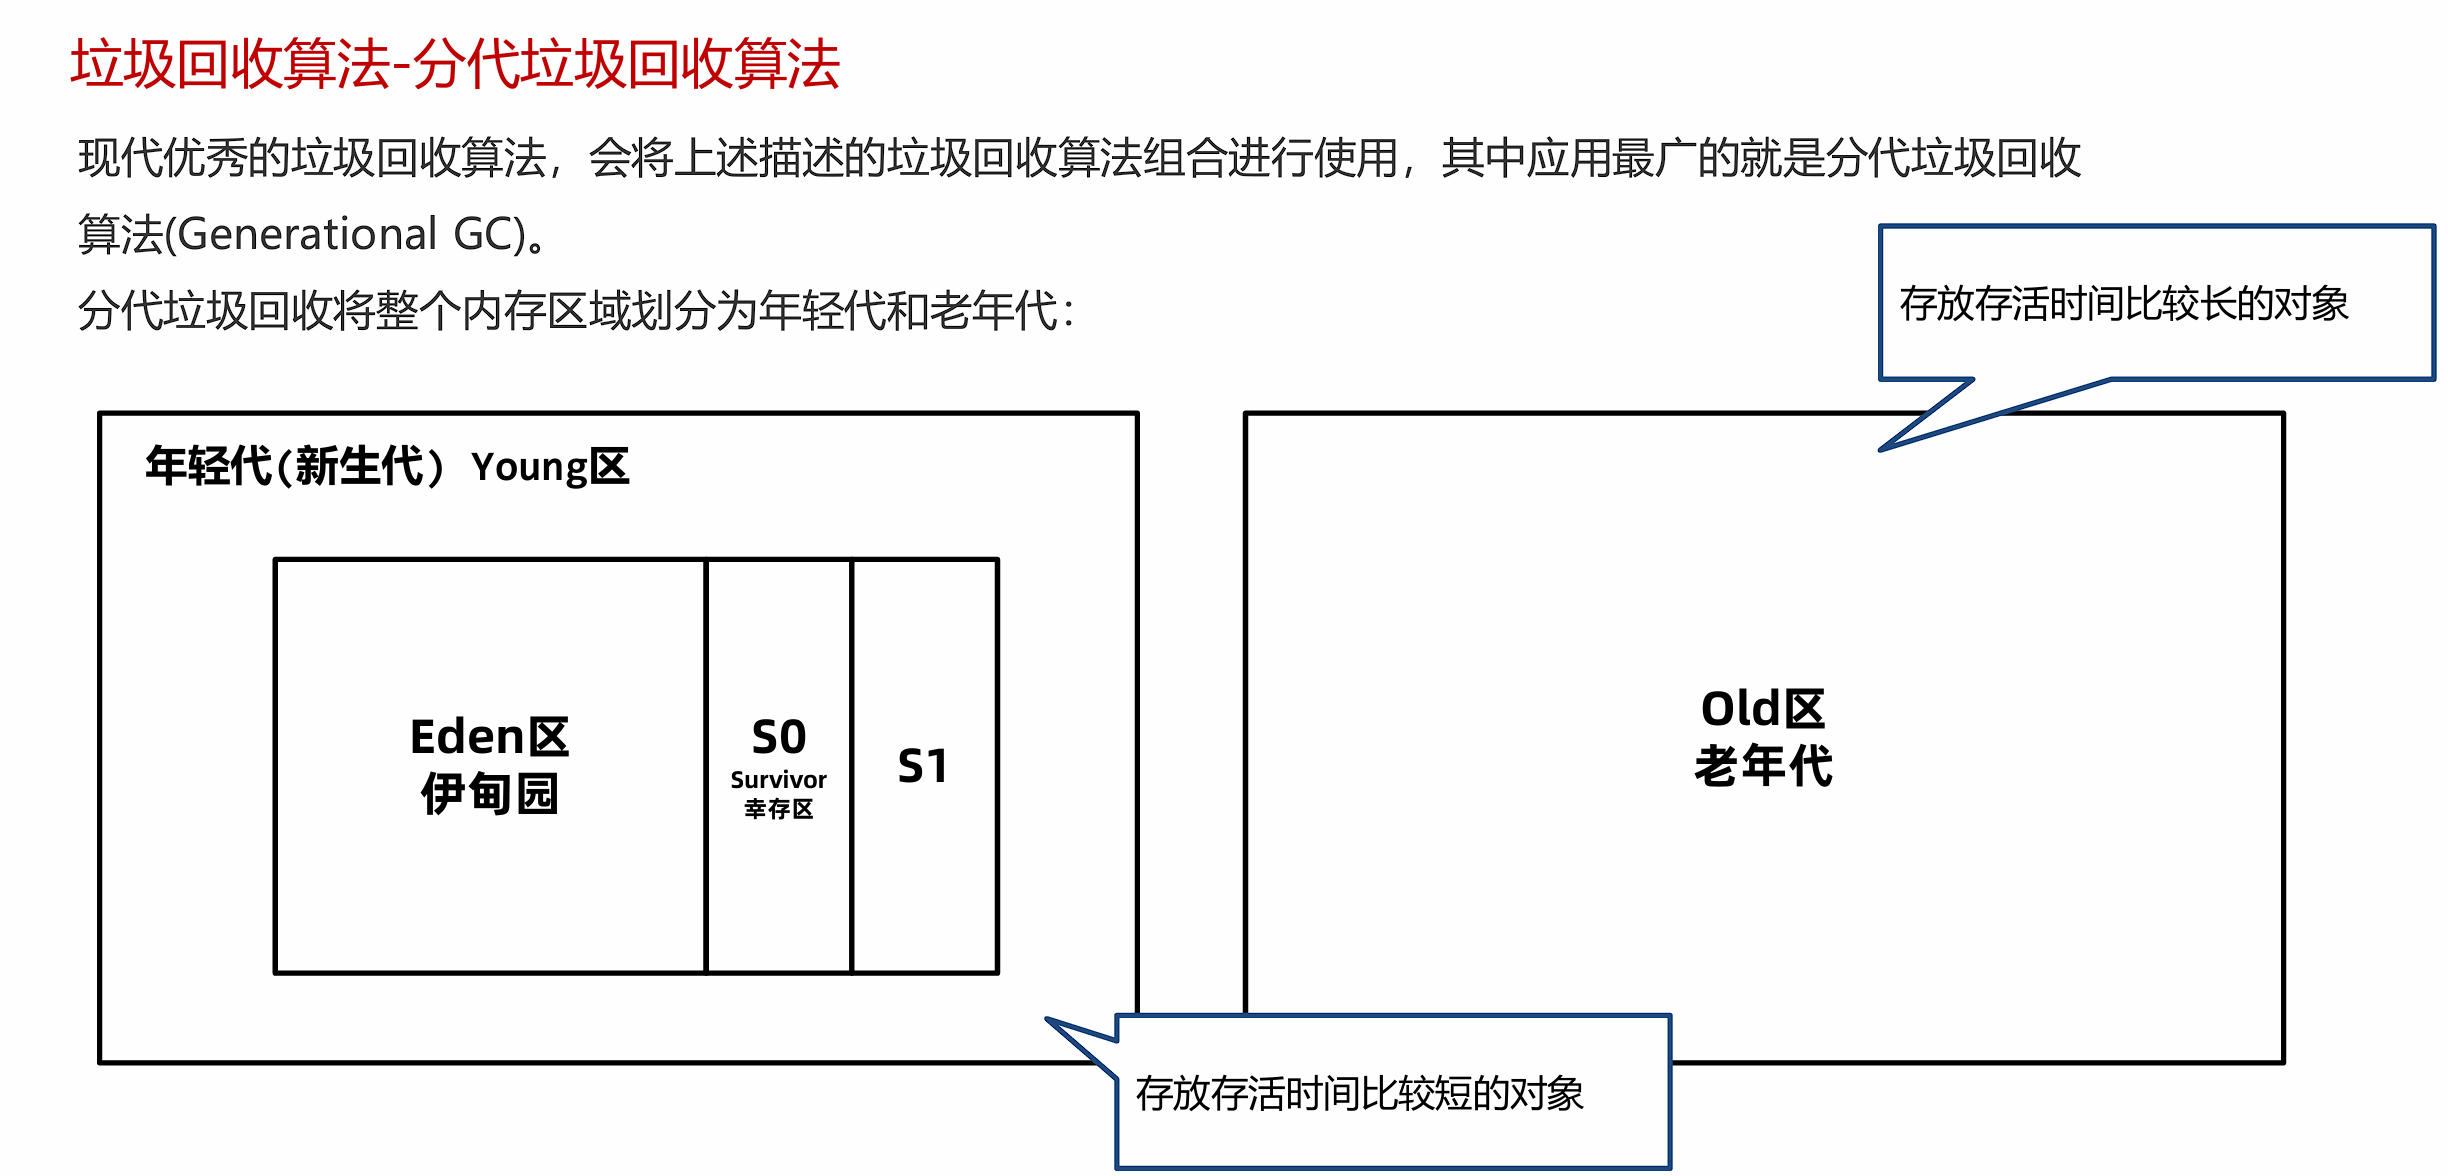 垃圾回收算法-分代垃圾回收算法
现代优秀的垃圾回收算法，会将上述描述的垃圾回收算法组合进行使用，其中应用最广的就是分代垃圾回收
算法(Generational GC)。
分代垃圾回收将整个内存区域划分为年轻代和老年代：
存放存活时间比较长的对象
年轻代(新生代) Young区
Eden区
伊甸园
S0
Survivor
幸存区
S1
Old区
老年代
存放存活时间比较短的对象